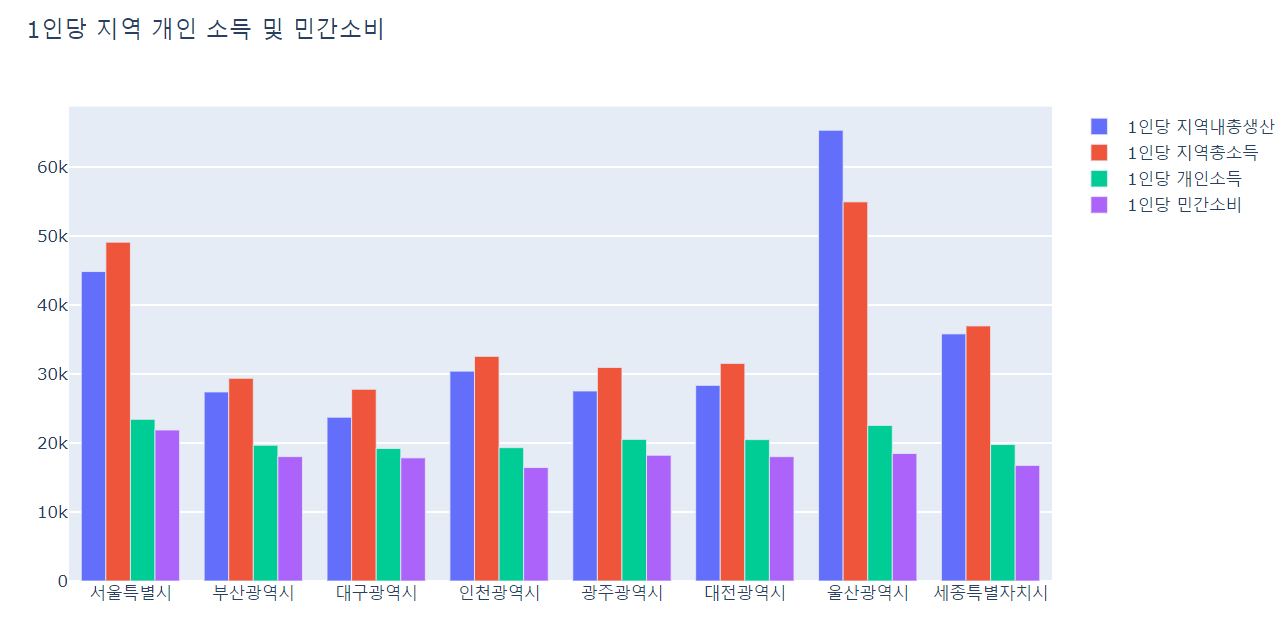 1인당 지역 개인 소득 및 민간소비
1인당 지역내총생산
1인당 지역총소득
1인당 개인소득
1인당 민간소비
60k
50k
40k
30k
20k
10k
0
서울특별시 부산광역시 대구광역시 인천광역시 광주광역시 대전광역시 울산광역시 세종특별자치시